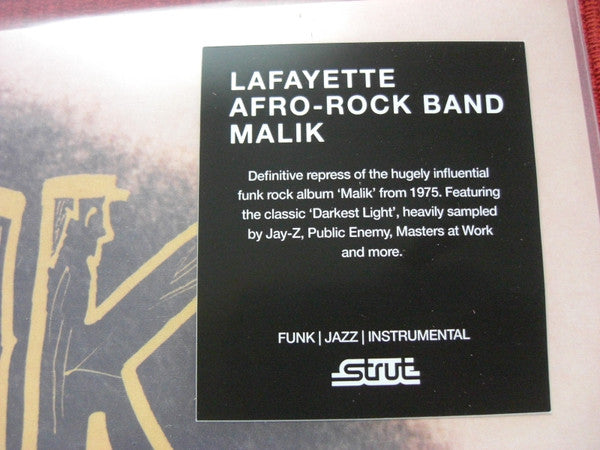 LAFAYETTE
AFRO-ROCK BAND
MALIK
Definitive repress of the hugely influential
funk rock album ‘Malik’ from 1975. Featuring
the classic ‘Darkest Light’, heavily sampled
by Jay-Z, Public Enemy, Masters at Work
and more.
FUNK | JAZZ | INSTRUMENTAL
Strut
IK